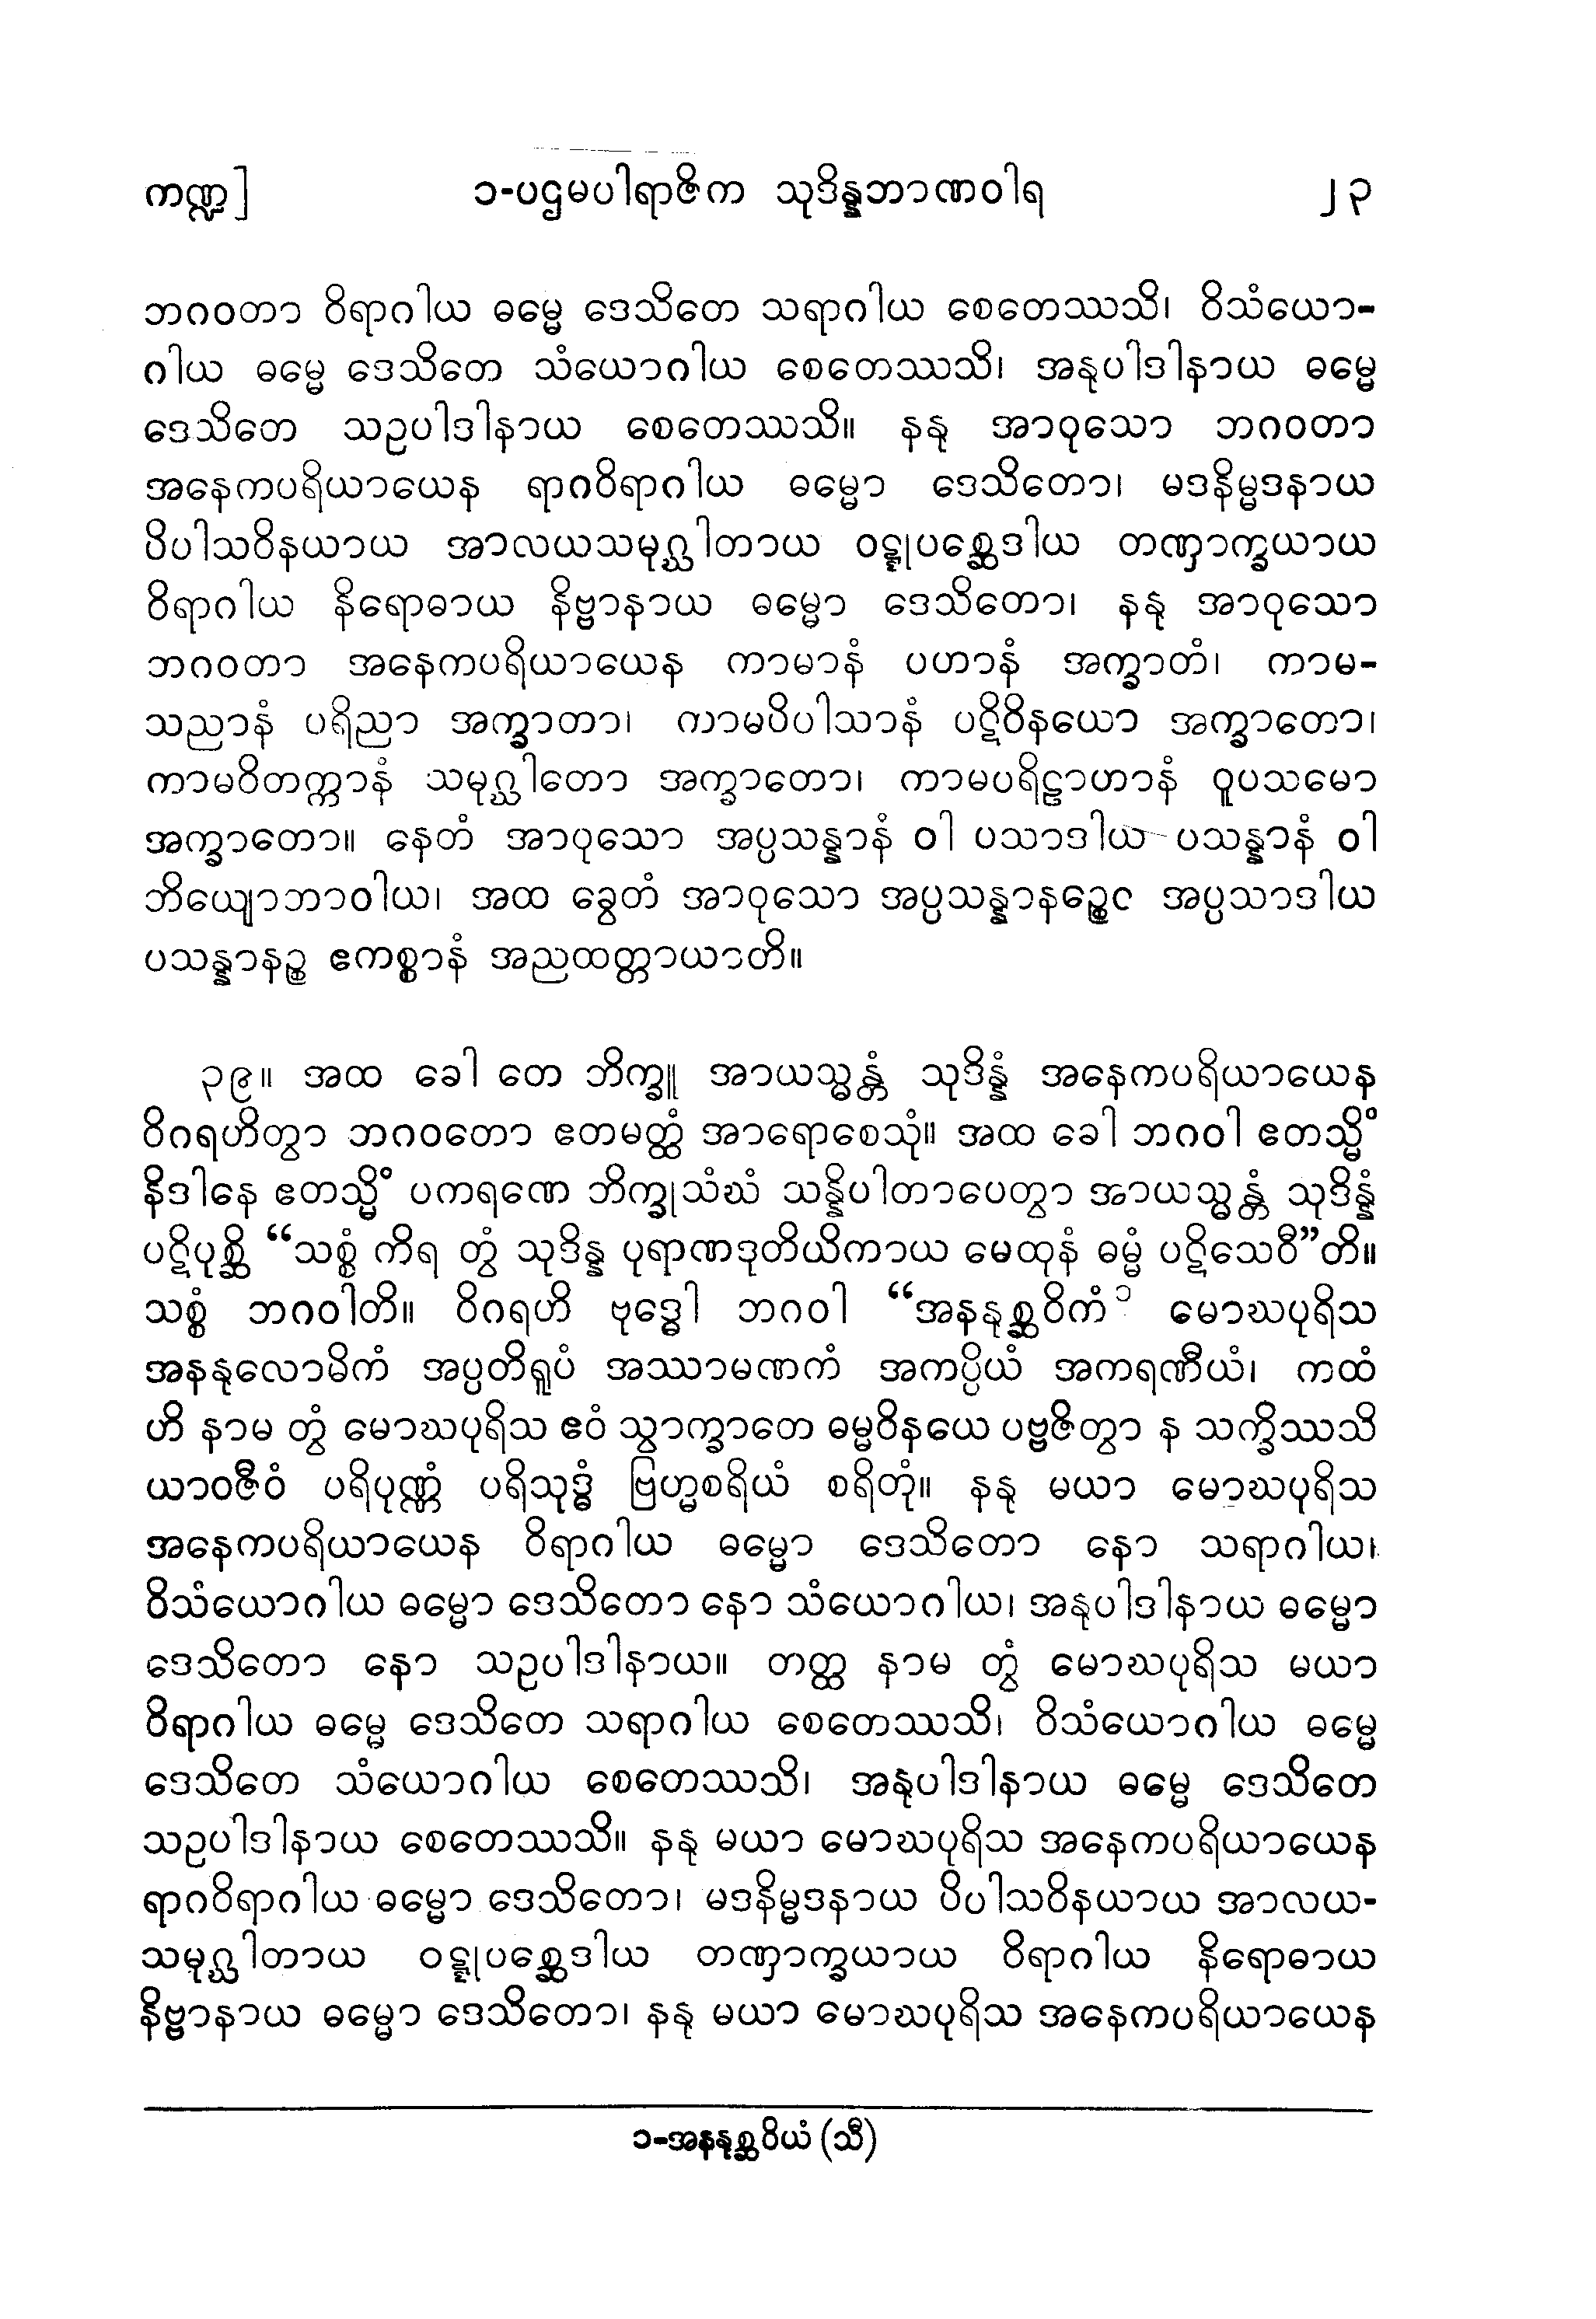 ကဏ္ဍ] ၁-ပဌမပါရာဇိက သုဒိန္နဘာဏဝါရ ၂၃
ဘဂဝတာ ဝိရာဂါယ ဓမ္မေ ဒေသိတေ သရာဂါယ စေတေဿသိ၊ ဝိသံယော-
ဂါယ ဓမ္မေ ဒေသိတေ သံယောဂါယ စေတေဿသိ၊ အနုပါဒါနာယ ဓမ္မေ
ဒေသိတေ သဥပါဒါနာယ စေတေဿသိ။ နနု အာဝုသော ဘဂဝတာ
အနေကပရိယာယေန ရာဂဝိရာဂါယ ဓမ္မော ဒေသိတော၊ မဒနိမ္မဒနာယ
ပိပါသဝိနယာယ အာလယသမုဂ္ဃါတာယ ဝဋ္ဋုပစ္ဆေဒါယ တဏှာက္ခယာယ
ဝိရာဂါယ နိရောဓာယ နိဗ္ဗာနာယ ဓမ္မော ဒေသိတော၊ နနု အာဝုသော
ဘဂဝတာ အနေကပရိယာယေန ကာမာနံ ပဟာနံ အက္ခာတံ၊ ကာမ-
သညာနံ ပရိညာ အက္ခာတာ၊ ကာမပိပါသာနံ ပဋိဝိနယော အက္ခာတော၊
ကာမဝိတက္ကာနံ သမုဂ္ဃါတော အက္ခာတော၊ ကာမပရိဠာဟာနံ ဝူပသမော
အက္ခာတော။ နေတံ အာဝုသော အပ္ပသန္နာနံ ဝါ ပသာဒါယ ပသန္နာနံ ဝါ
ဘိယျောဘာဝါယ၊ အထ ခွေတံ အာဝုသော အပ္ပသန္နာနဉ္စေဝ အပ္ပသာဒါယ
ပသန္နာနဉ္စ ဧကစ္စာနံ အညထတ္တာယာတိ။
၃၉။ အထ ခေါ တေ ဘိက္ခူ အာယသ္မန္တံ သုဒိန္နံ အနေကပရိယာယေန
ဝိဂရဟိတွာ ဘဂဝတော ဧတမတ္ထံ အာရောစေသုံ။ အထ ခေါ ဘဂဝါ ဧတသ္မိံ
နိဒါနေ ဧတသ္မိံ ပကရဏေ ဘိက္ခုသံဃံ သန္နိပါတာပေတွာ အာယသ္မန္တံ သုဒိန္နံ
ပဋိပုစ္ဆိ “သစ္စံ ကိရ တွံ သုဒိန္န ပုရာဏဒုတိယိကာယ မေထုနံ ဓမ္မံ ပဋိသေဝီ”တိ။
သစ္စံ ဘဂဝါတိ။ ဝိဂရဟိ ဗုဒ္ဓေါ ဘဂဝါ “အနနုစ္ဆဝိကံ ၁ မောဃပုရိသ
အနနုလောမိကံ အပ္ပတိရူပံ အဿာမဏကံ အကပ္ပိယံ အကရဏီယံ၊ ကထံ
ဟိ နာမ တွံ မောဃပုရိသ ဧဝံ သွာက္ခာတေ ဓမ္မဝိနယေ ပဗ္ဗဇိတွာ န သက္ခိဿသိ
ယာဝဇီဝံ ပရိပုဏ္ဏံ ပရိသုဒ္ဓံ ဗြဟ္မစရိယံ စရိတုံ။ နနု မယာ မောဃပုရိသ
အနေကပရိယာယေန ဝိရာဂါယ ဓမ္မော ဒေသိတော နော သရာဂါယ၊
ဝိသံယောဂါယ ဓမ္မော ဒေသိတော နော သံယောဂါယ၊ အနုပါဒါနာယ ဓမ္မော
ဒေသိတော နော သဥပါဒါနာယ။ တတ္ထ နာမ တွံ မောဃပုရိသ မယာ
ဝိရာဂါယ ဓမ္မေ ဒေသိတေ သရာဂါယ စေတေဿသိ၊ ဝိသံယောဂါယ ဓမ္မေ
ဒေသိတေ သံယောဂါယ စေတေဿသိ၊ အနုပါဒါနာယ ဓမ္မေ ဒေသိတေ
သဥပါဒါနာယ စေတေဿသိ။ နနု မယာ မောဃပုရိသ အနေကပရိယာယေန
ရာဂဝိရာဂါယ ဓမ္မော ဒေသိတော၊ မဒနိမ္မဒနာယ ပိပါသဝိနယာယ အာလယ-
သမုဂ္ဃါတာယ ဝဋ္ဋုပစ္ဆေဒါယ တဏှာက္ခယာယ ဝိရာဂါယ နိရောဓာယ
နိဗ္ဗာနာယ ဓမ္မော ဒေသိတော၊ နနု မယာ မောဃပုရိသ အနေကပရိယာယေန
၁-အနနုစ္ဆဝိယံ (သီ)